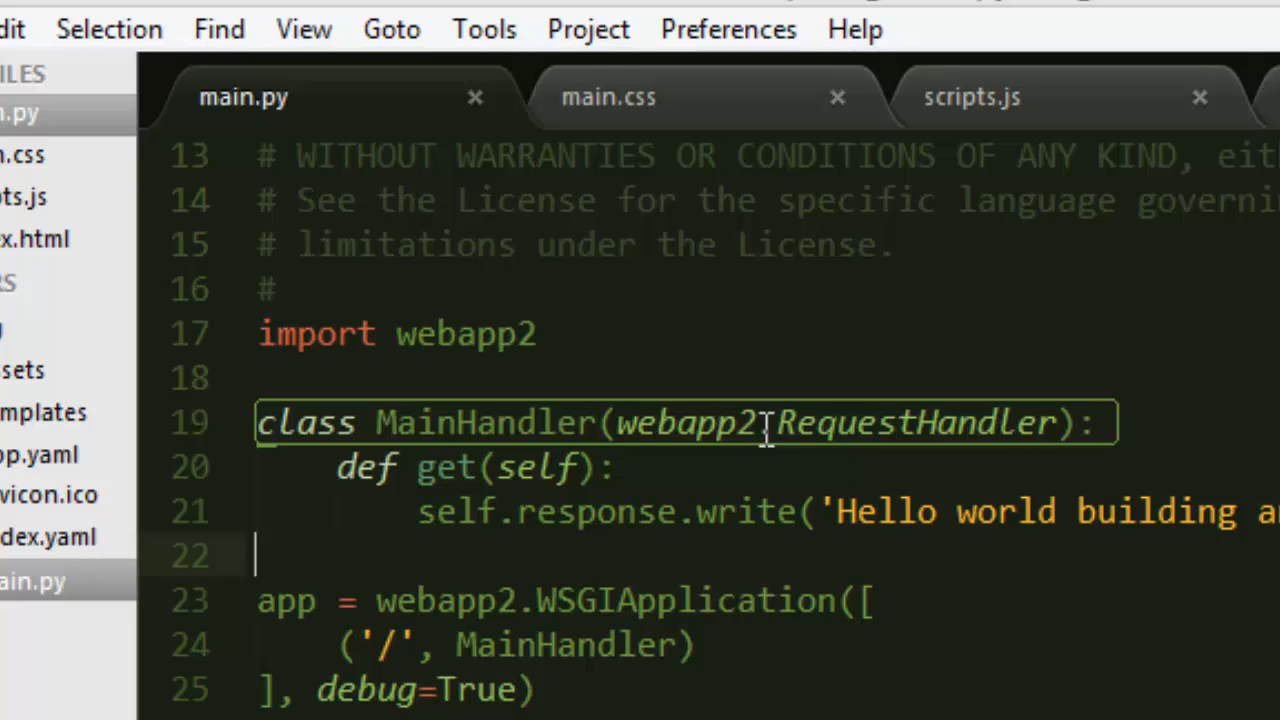 dit Selection Find View Goto Tools Project Preferences Help
ILES
n.py
n.css
ts.js
x.html
RS
sets
mplates
pp.yaml
vicon.ico
dex.yaml
ain.py
main.py × main.css × scripts.js ×
13 # WITHOUT WARRANTIES OR CONDITIONS OF ANY KIND, eit
14 # See the License for the specific language governi
15 # limitations under the License.
16 #
17 import webapp2
18
19 class MainHandler(webapp2.RequestHandler):
20 def get(self):
21 self.response.write('Hello world building a
22
23 app = webapp2.WSGIApplication([
24 ('/', MainHandler)
25 ], debug=True)